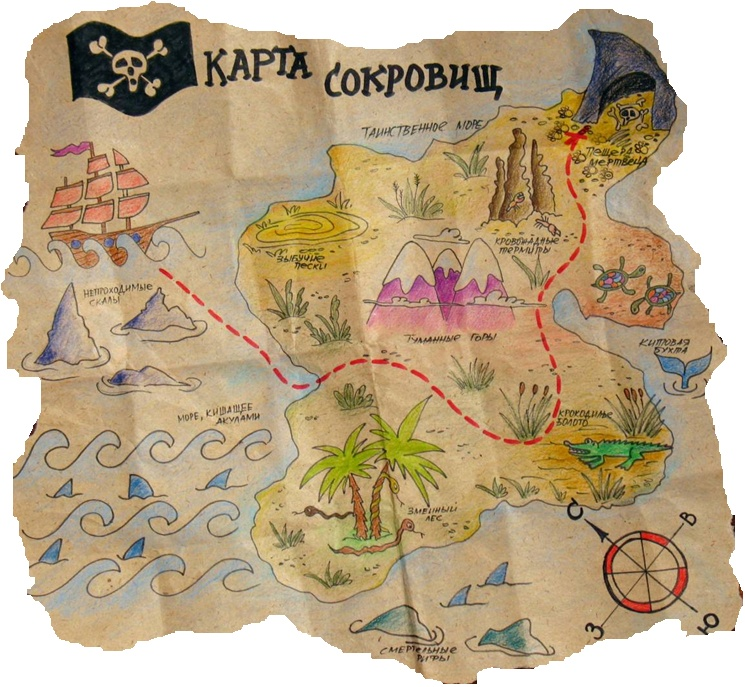 КАРТА СОКРОВИЩ
ТАИНСТВЕННОЕ МОРЕ
ПЕЩЕРА
МЕРТВЕЦА
ЗЫБУЧИЕ
ПЕСКИ
КРОВОЖАДНЫЕ
ТЕРМИТЫ
НЕПРОХОДИМЫЕ
СКАЛЫ
ТУМАННЫЕ ГОРЫ
КИТОВАЯ
БУХТА
МОРЕ, КИШАЩЕЕ
АКУЛАМИ
КРОКОДИЛЬЕ
БОЛОТО
ЗМЕИНЫЙ
ЛЕС
С
В
З
Ю
СМЕРТЕЛЬНЫЕ
РИФЫ